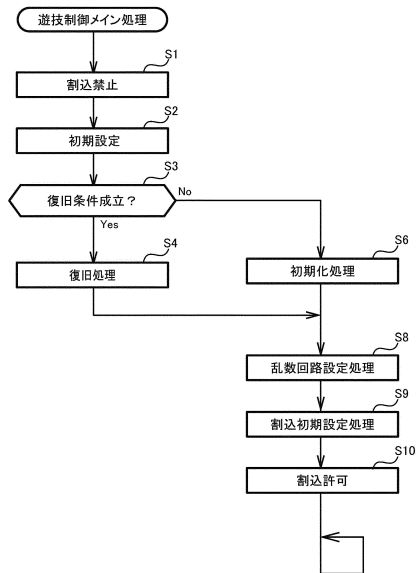 遊技制御メイン処理
S1
割込禁止
S2
初期設定
S3
復旧条件成立？
No
Yes
S4
復旧処理
S6
初期化処理
S8
乱数回路設定処理
S9
割込初期設定処理
S10
割込許可